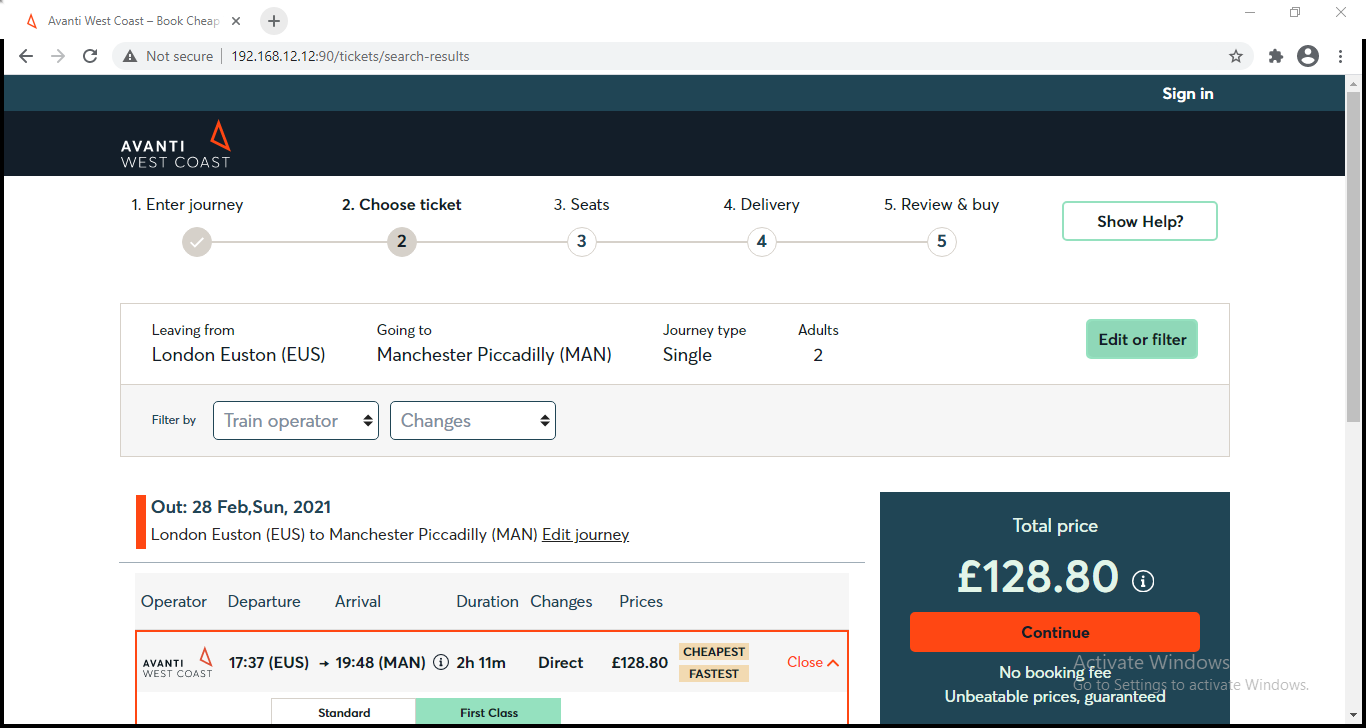 Avanti West Coast – Book Cheap
Not secure 192.168.12.12:90/tickets/search-results
Sign in
AVANTI
WEST COAST
1. Enter journey 2. Choose ticket 3. Seats 4. Delivery 5. Review & buy
Show Help?
2 3 4 5
Leaving from Going to Journey type Adults
London Euston (EUS) Manchester Piccadilly (MAN) Single 2
Edit or filter
Filter by Train operator Changes
Out: 28 Feb,Sun, 2021
London Euston (EUS) to Manchester Piccadilly (MAN) Edit journey
Operator Departure Arrival Duration Changes Prices
AVANTI
WEST COAST
17:37 (EUS) → 19:48 (MAN) 2h 11m Direct £128.80
CHEAPEST
FASTEST
Close
Standard First Class
Total price
£128.80
Continue
No booking fee
Unbeatable prices, guaranteed
Activate Windows
Go to Settings to activate Windows.